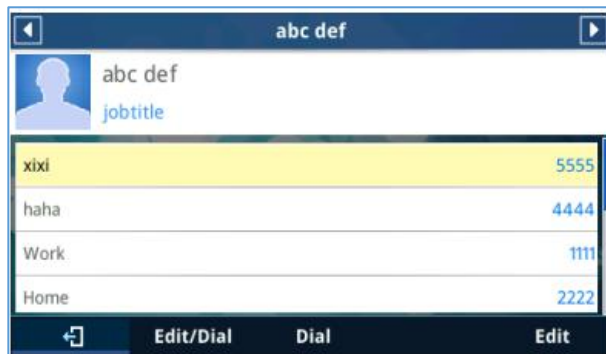 abc def
abc def
jobtitle
xixi 5555
haha 4444
Work 1111
Home 2222
Edit/Dial Dial Edit